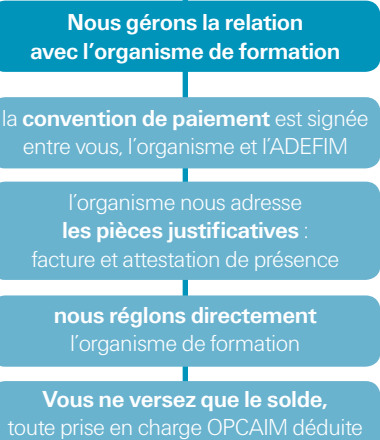 Nous gérons la relation
avec l'organisme de formation
la convention de paiement est signée
entre vous, l'organisme et l'ADEFIM
l'organisme nous adresse
les pièces justificatives :
facture et attestation de présence
nous réglons directement
l'organisme de formation
Vous ne versez que le solde,
toute prise en charge OPCAIM déduite